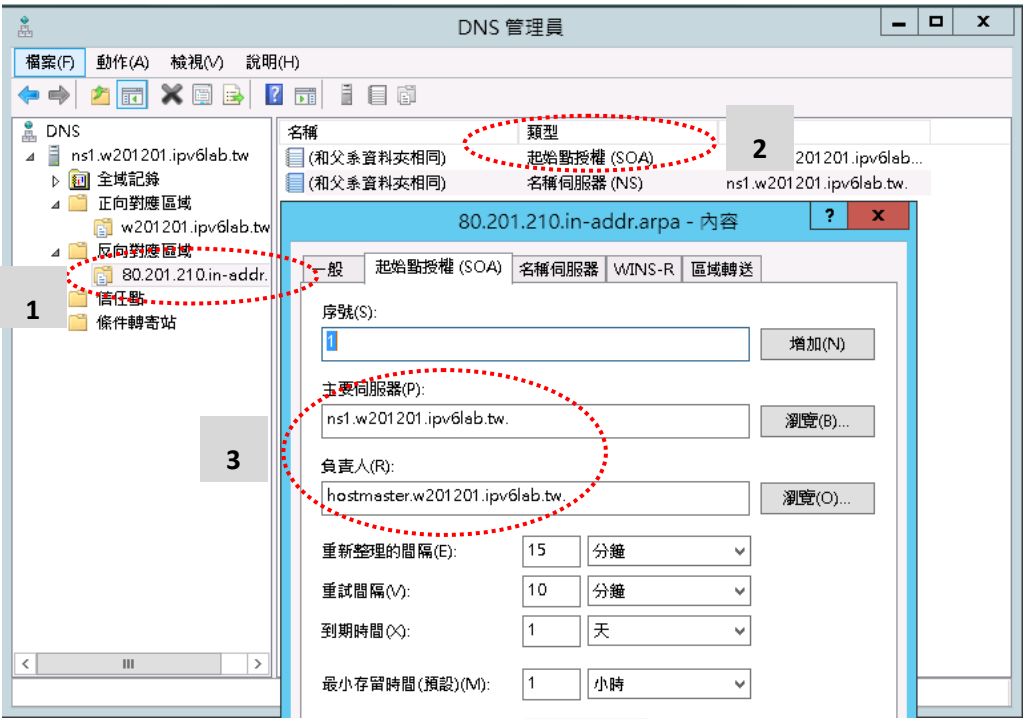 DNS 管理員
檔案(F) 動作(A) 檢視(V) 說明(H)
DNS
ns1.w201201.ipv6lab.tw
全域記錄
正向對應區域
w201201.ipv6lab.tw
反向對應區域
80.201.210.in-addr.
信任點
條件轉寄站
名稱 類型
(和父系資料夾相同) 起始點授權 (SOA) 201201.ipv6lab...
(和父系資料夾相同) 名稱伺服器 (NS) ns1.w201201.ipv6lab.tw.
1
2
3
80.201.210.in-addr.arpa - 內容
一般 起始點授權 (SOA) 名稱伺服器 WINS-R 區域轉送
序號(S):
1 增加(N)
主要伺服器(P):
ns1.w201201.ipv6lab.tw. 瀏覽(B)...
負責人(R):
hostmaster.w201201.ipv6lab.tw. 瀏覽(O)...
重新整理的間隔(E): 15 分鐘
重試間隔(V): 10 分鐘
到期時間(X): 1 天
最小存留時間(預設)(M): 1 小時